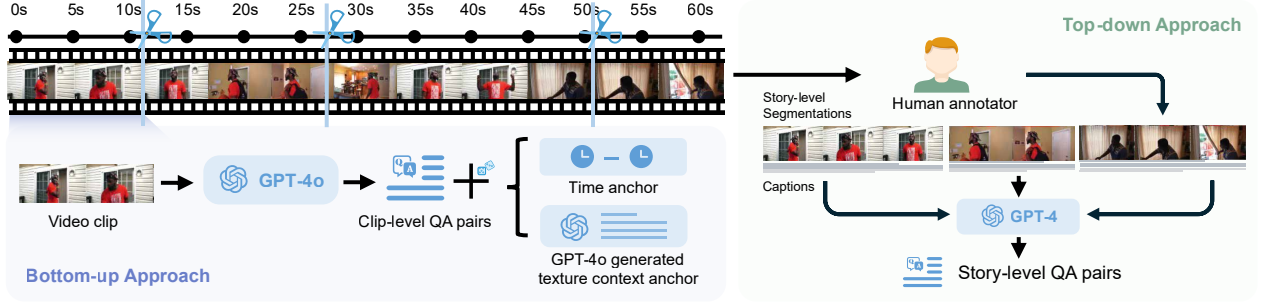 0s 5s 10s 15s 20s 25s 30s 35s 40s 45s 50s 55s 60s
Video clip
GPT-4o
Q
A
Clip-level QA pairs
Time anchor
GPT-4o generated
texture context anchor
Bottom-up Approach
Top-down Approach
Human annotator
Story-level
Segmentations
Captions
GPT-4
Q
A
Story-level QA pairs